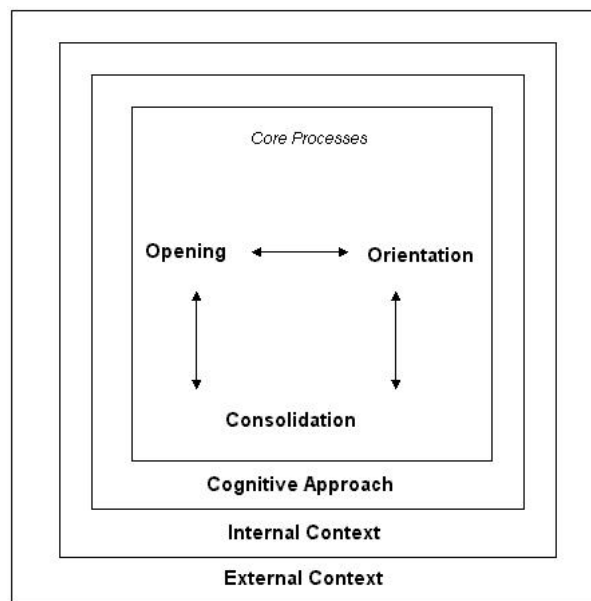 Core Processes
Opening
Orientation
Consolidation
Cognitive Approach
Internal Context
External Context